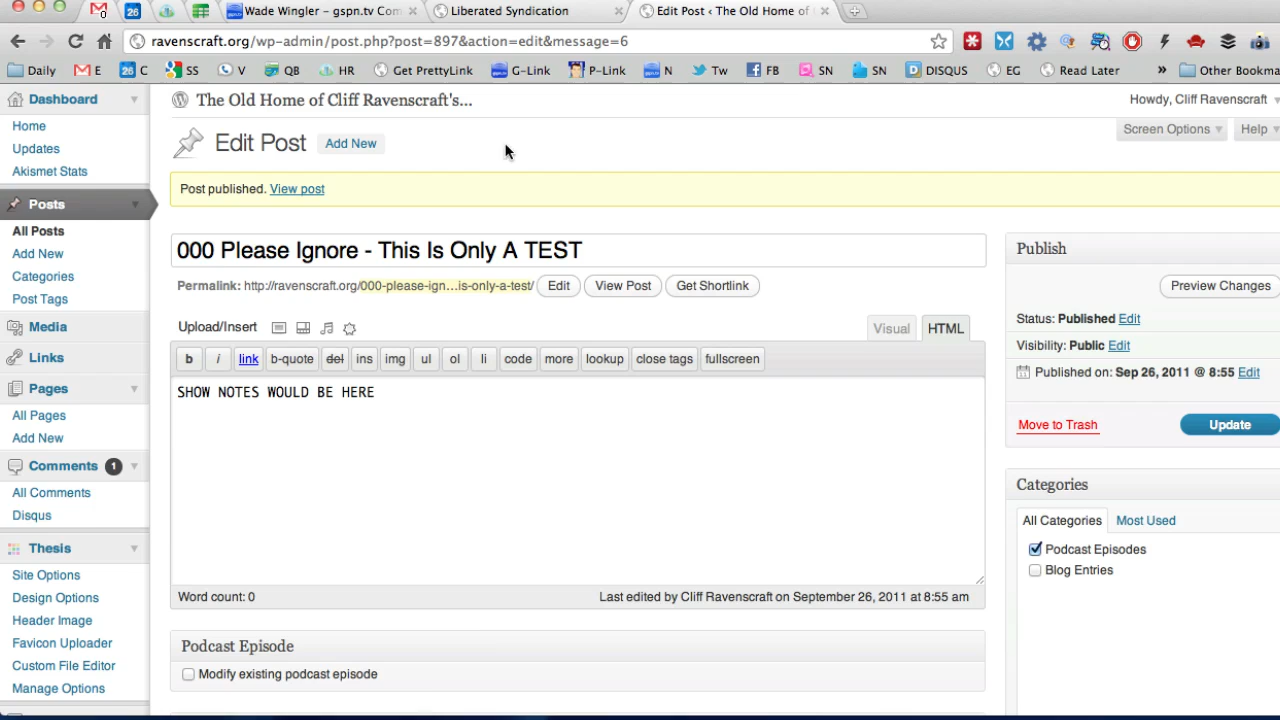 Wade Wingler - gspn.tv Com
Liberated Syndication
Edit Post ‹ The Old Home of
ravenscraft.org/wp-admin/post.php?post=897&action=edit&message=6
Daily M E 26 C SS V QB HR Get PrettyLink G-Link P-Link N Tw FB SN SN DISQUS EG Read Later » Other Bookma
Dashboard
Home
Updates
Akismet Stats
Posts
All Posts
Add New
Categories
Post Tags
Media
Links
Pages
All Pages
Add New
Comments 1
All Comments
Disqus
Thesis
Site Options
Design Options
Header Image
Favicon Uploader
Custom File Editor
Manage Options
The Old Home of Cliff Ravenscraft's...
Howdy, Cliff Ravenscraft
Screen Options
Help
Edit Post Add New
Post published. View post
000 Please Ignore - This Is Only A TEST
Permalink: http://ravenscraft.org/000-please-ign...is-only-a-test/ Edit View Post Get Shortlink
Upload/Insert
Visual HTML
b i link b-quote del ins img ul ol li code more lookup close tags fullscreen
SHOW NOTES WOULD BE HERE
Word count: 0
Last edited by Cliff Ravenscraft on September 26, 2011 at 8:55 am
Podcast Episode
Modify existing podcast episode
Publish
Preview Changes
Status: Published Edit
Visibility: Public Edit
Published on: Sep 26, 2011 @ 8:55 Edit
Move to Trash Update
Categories
All Categories Most Used
Podcast Episodes
Blog Entries